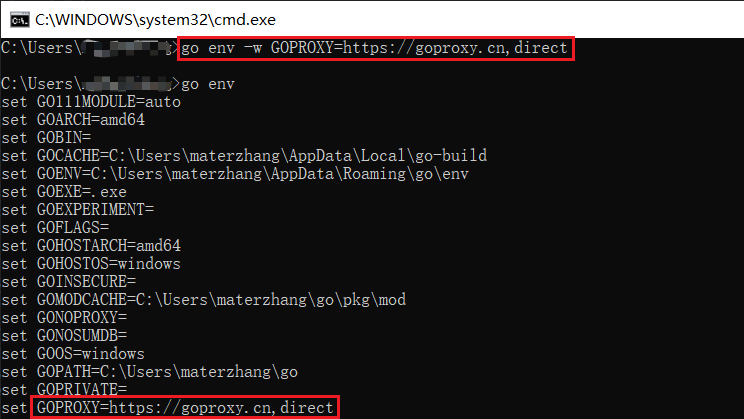 C:\WINDOWS\system32\cmd.exe
C:\Users\>go env -w GOPROXY=https://goproxy.cn,direct
C:\Users\>go env
set GO111MODULE=auto
set GOARCH=amd64
set GOBIN=
set GOCACHE=C:\Users\materzhang\AppData\Local\go-build
set GOENV=C:\Users\materzhang\AppData\Roaming\go\env
set GOEXE=.exe
set GOEXPERIMENT=
set GOFLAGS=
set GOHOSTARCH=amd64
set GOHOSTOS=windows
set GOINSECURE=
set GOMODCACHE=C:\Users\materzhang\go\pkg\mod
set GONOPROXY=
set GONOSUMDB=
set GOOS=windows
set GOPATH=C:\Users\materzhang\go
set GOPRIVATE=
set GOPROXY=https://goproxy.cn,direct